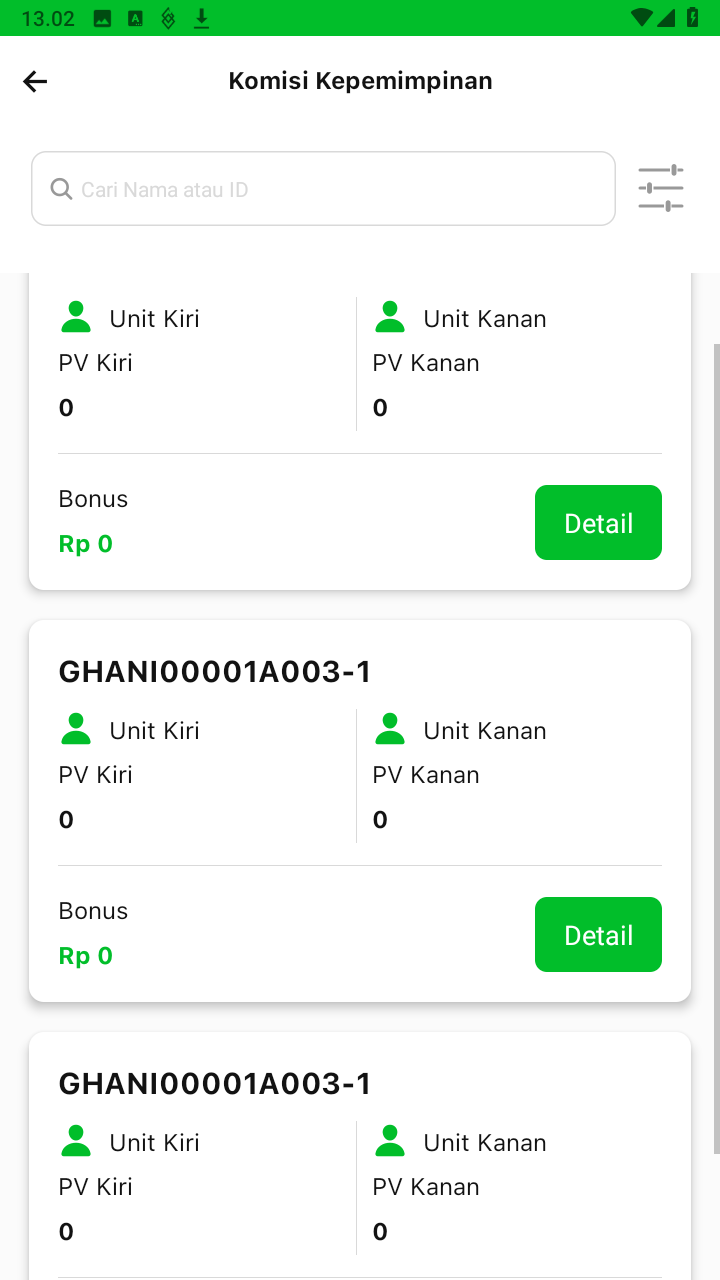 13.02
Komisi Kepemimpinan
Cari Nama atau ID
Unit Kiri Unit Kanan
PV Kiri PV Kanan
0 0
Bonus
Rp 0
Detail
GHANI00001A003-1
Unit Kiri Unit Kanan
PV Kiri PV Kanan
0 0
Bonus
Rp 0
Detail
GHANI00001A003-1
Unit Kiri Unit Kanan
PV Kiri PV Kanan
0 0